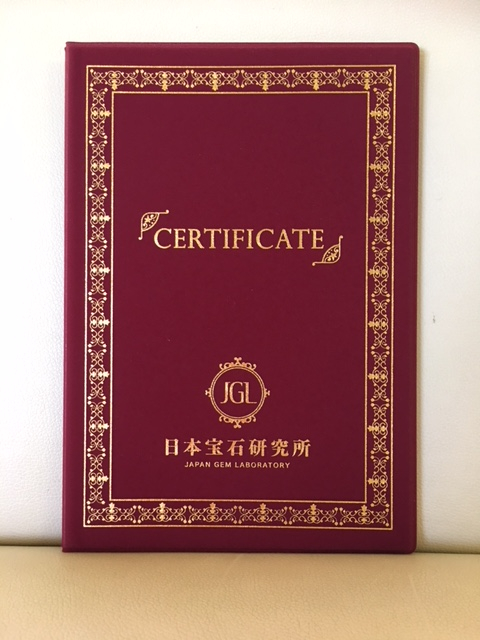 CERTIFICATE
JGL
日本宝石研究所
JAPAN GEM LABORATORY